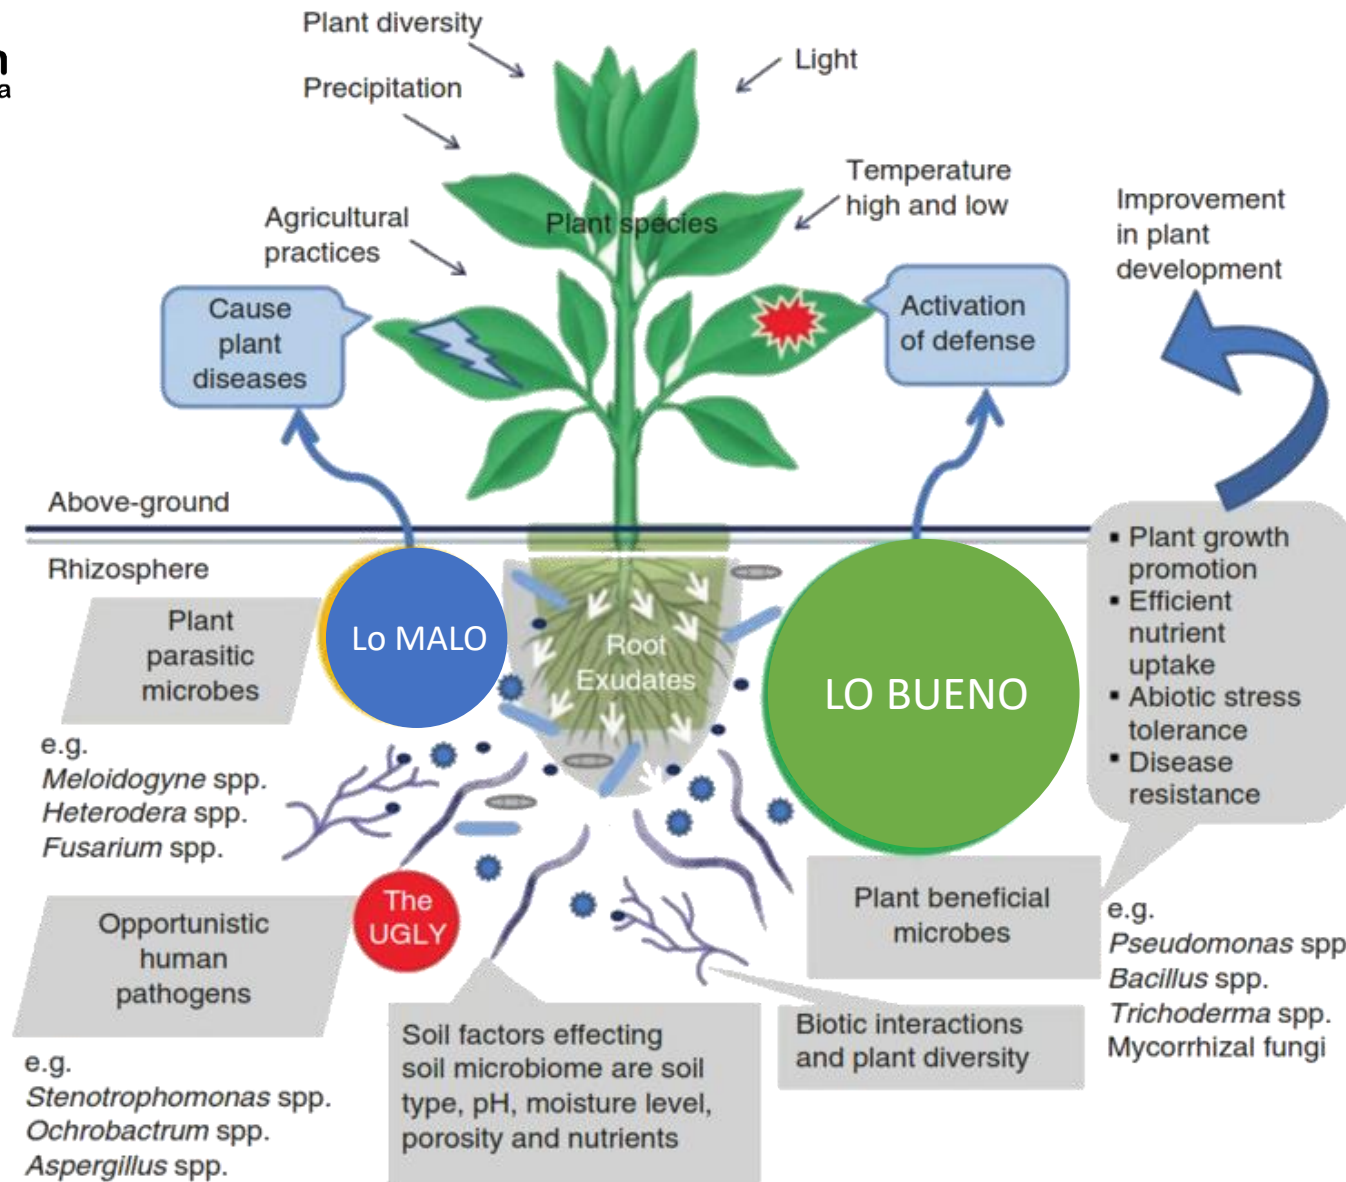 Plant diversity
Light
Precipitation
Temperature
high and low
Agricultural
practices
Plant species
Improvement
in plant
development
Cause
plant
diseases
Activation
of defense
Above-ground
Rhizosphere
Plant
parasitic
microbes
Lo MALO
Root
Exudates
LO BUENO
▪ Plant growth
promotion
▪ Efficient
nutrient
uptake
▪ Abiotic stress
tolerance
▪ Disease
resistance
e.g.
Meloidogyne spp.
Heterodera spp.
Fusarium spp.
The
UGLY
Opportunistic
human
pathogens
e.g.
Stenotrophomonas spp.
Ochrobactrum spp.
Aspergillus spp.
Plant beneficial
microbes
e.g.
Pseudomonas spp
Bacillus spp.
Trichoderma spp.
Mycorrhizal fungi
Soil factors effecting
soil microbiome are soil
type, pH, moisture level,
porosity and nutrients
Biotic interactions
and plant diversity